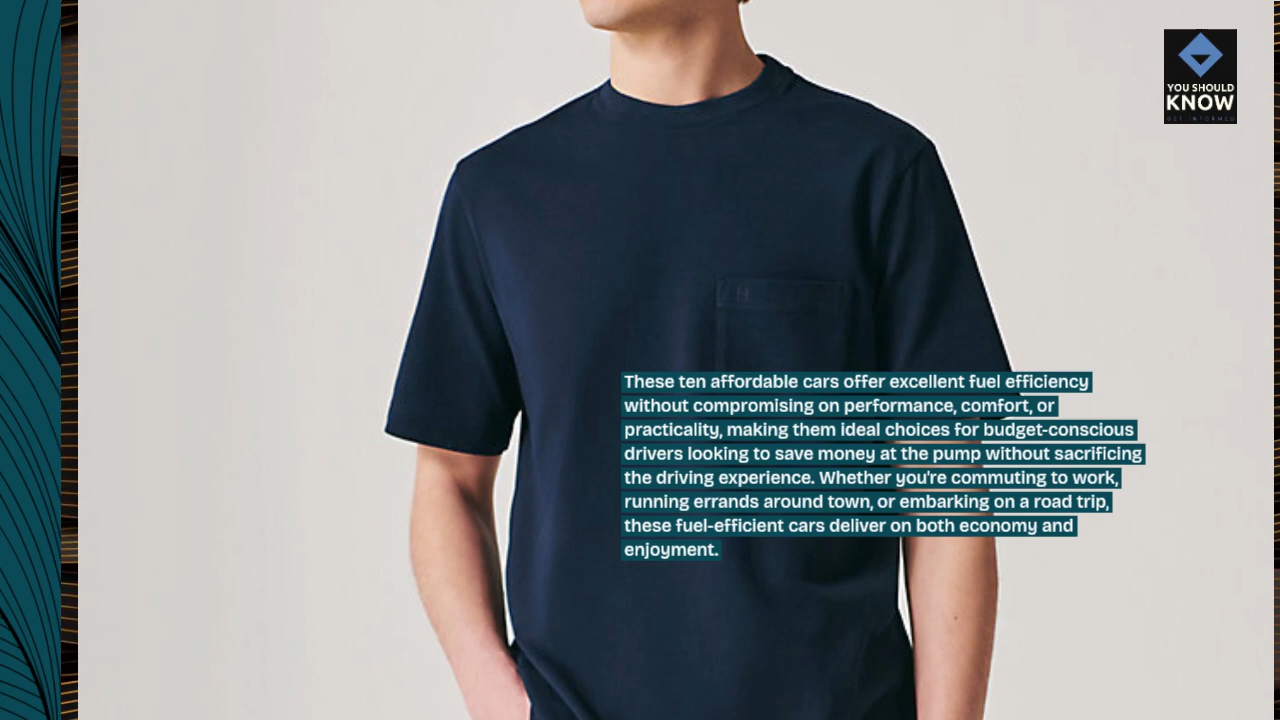 YOU SHOULD
KNOW
GET INFORMED
These ten affordable cars offer excellent fuel efficiency
without compromising on performance, comfort, or
practicality, making them ideal choices for budget-conscious
drivers looking to save money at the pump without sacrificing
the driving experience. Whether you're commuting to work,
running errands around town, or embarking on a road trip,
these fuel-efficient cars deliver on both economy and
enjoyment.